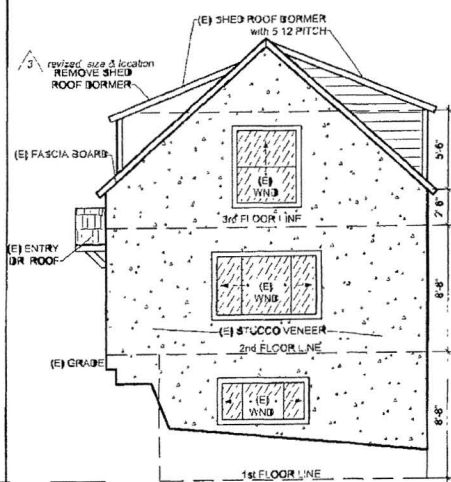 (E) SHED ROOF DORMER
with 5:12 PITCH
3 revized size & location
REMOVE SHED
ROOF DORMER
(E) FASCIA BOARD
5'-6"
(E)
WND
3rd FLOOR LINE
2'-6"
(E) ENTRY
DR ROOF
(E)
WND
8'-8"
(E) STUCCO VENEER
2nd FLOOR LINE
(E) GRADE
(E)
WND
8'-8"
1st FLOOR LINE